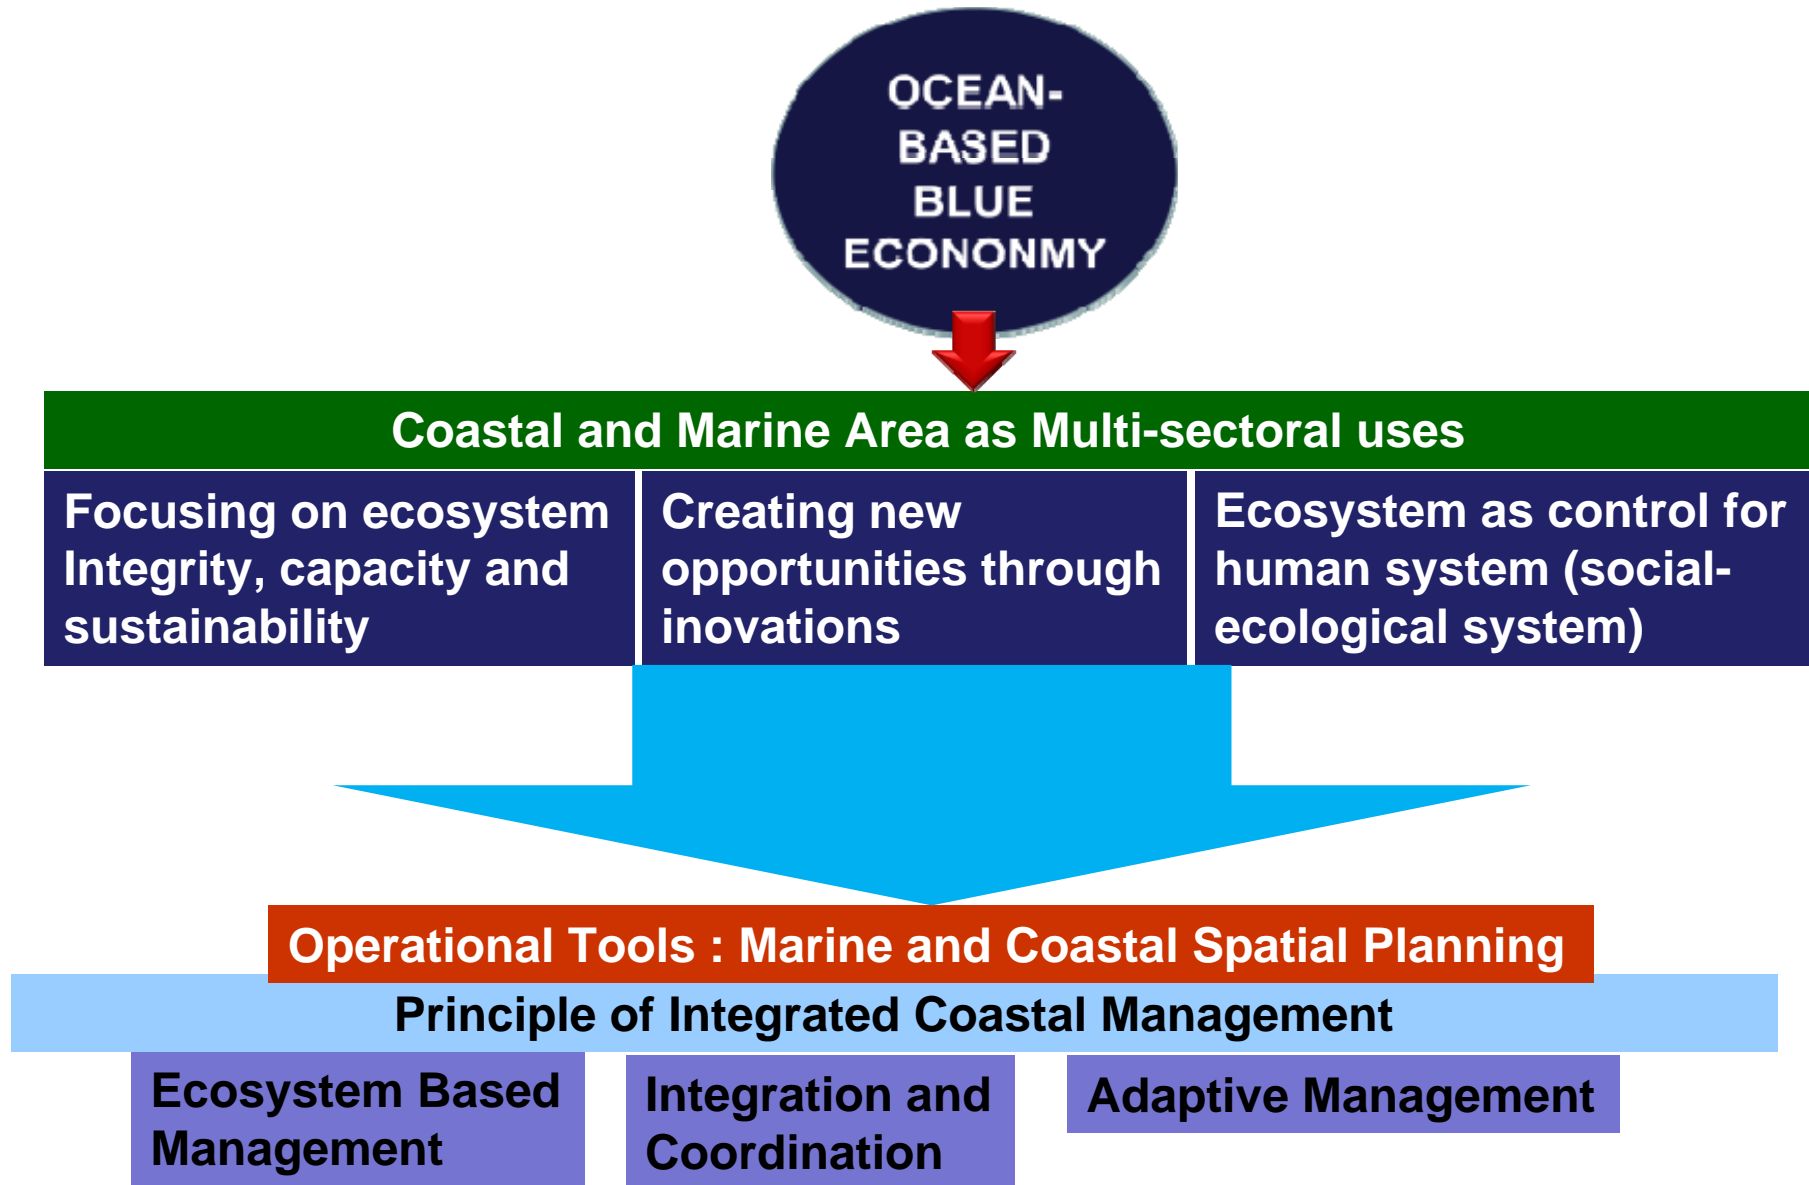 OCEAN-
BASED
BLUE
ECONONMY
Coastal and Marine Area as Multi-sectoral uses
Focusing on ecosystem
Integrity, capacity and
sustainability
Creating new
opportunities through
inovations
Ecosystem as control for
human system (social-
ecological system)
Operational Tools : Marine and Coastal Spatial Planning
Principle of Integrated Coastal Management
Ecosystem Based
Management
Integration and
Coordination
Adaptive Management